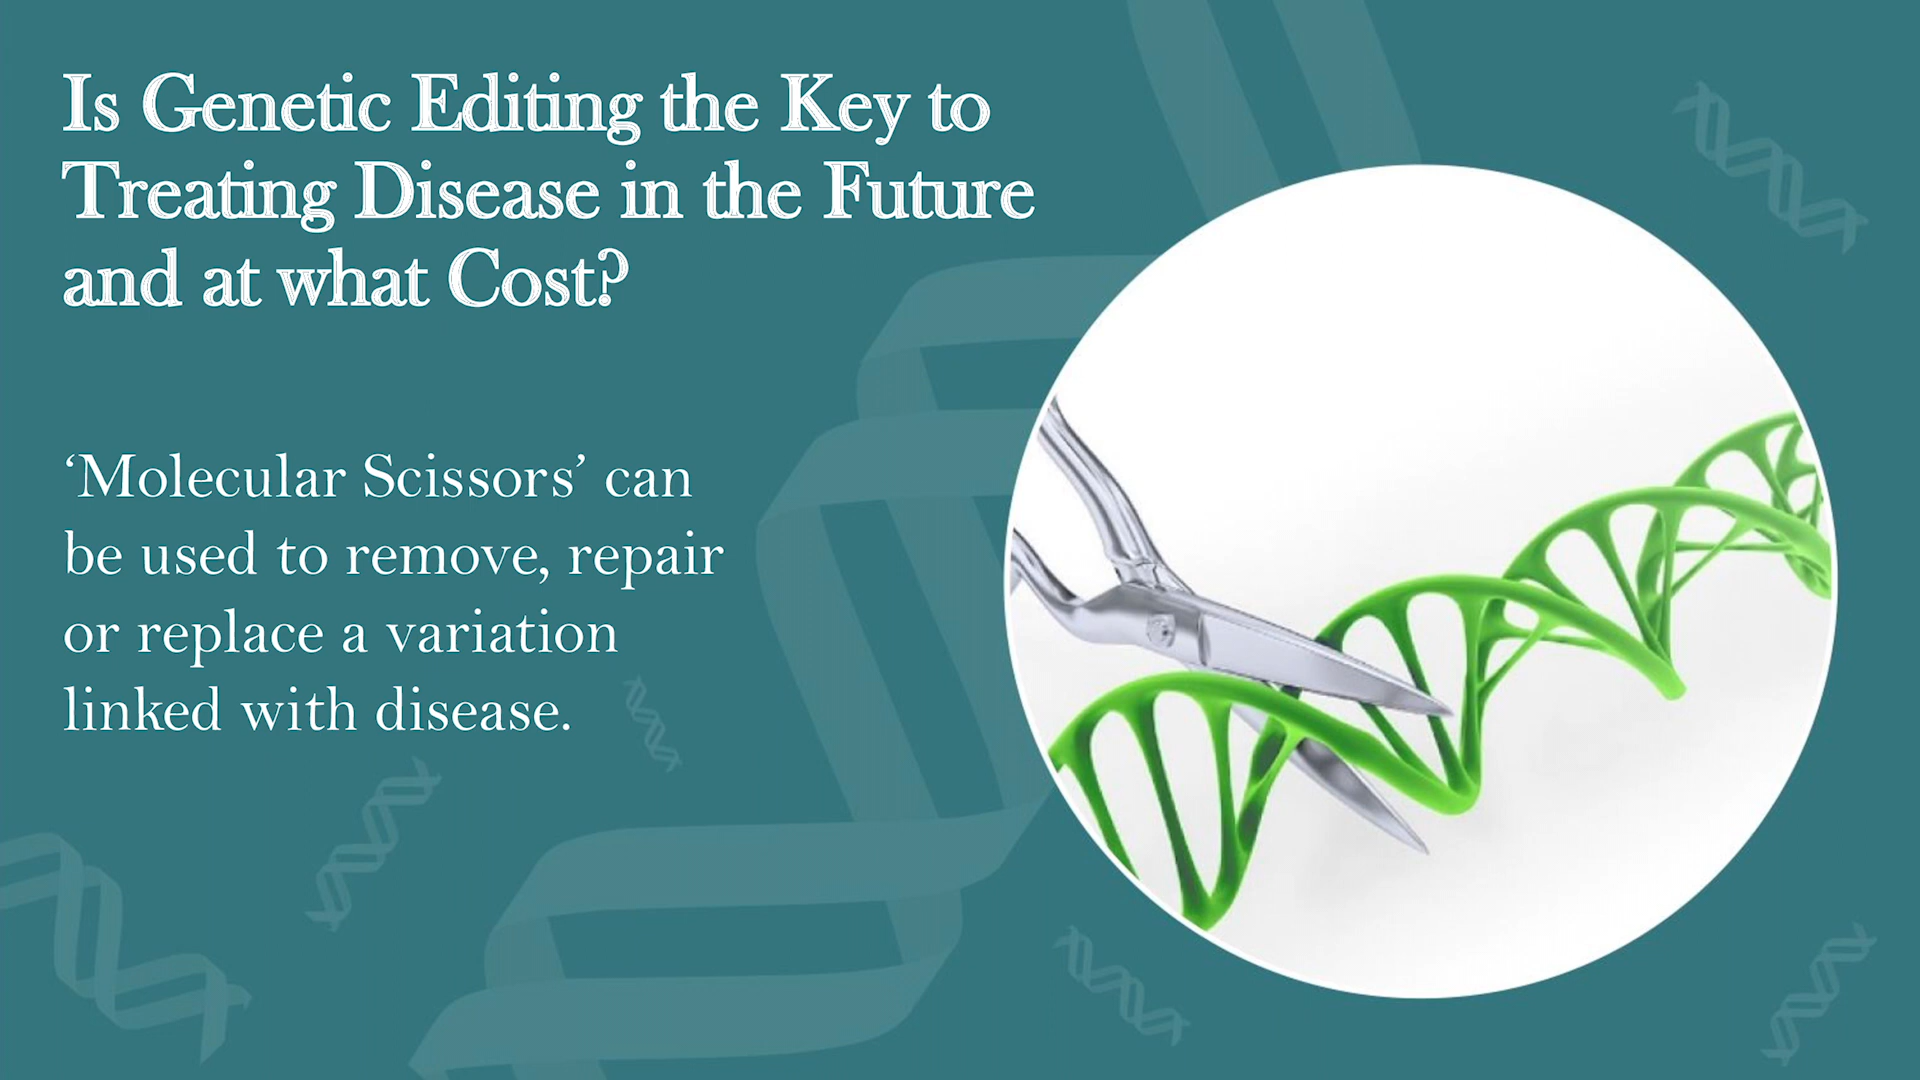 Is Genetic Editing the Key to
Treating Disease in the Future
and at what Cost?
‘Molecular Scissors’ can
be used to remove, repair
or replace a variation
linked with disease.